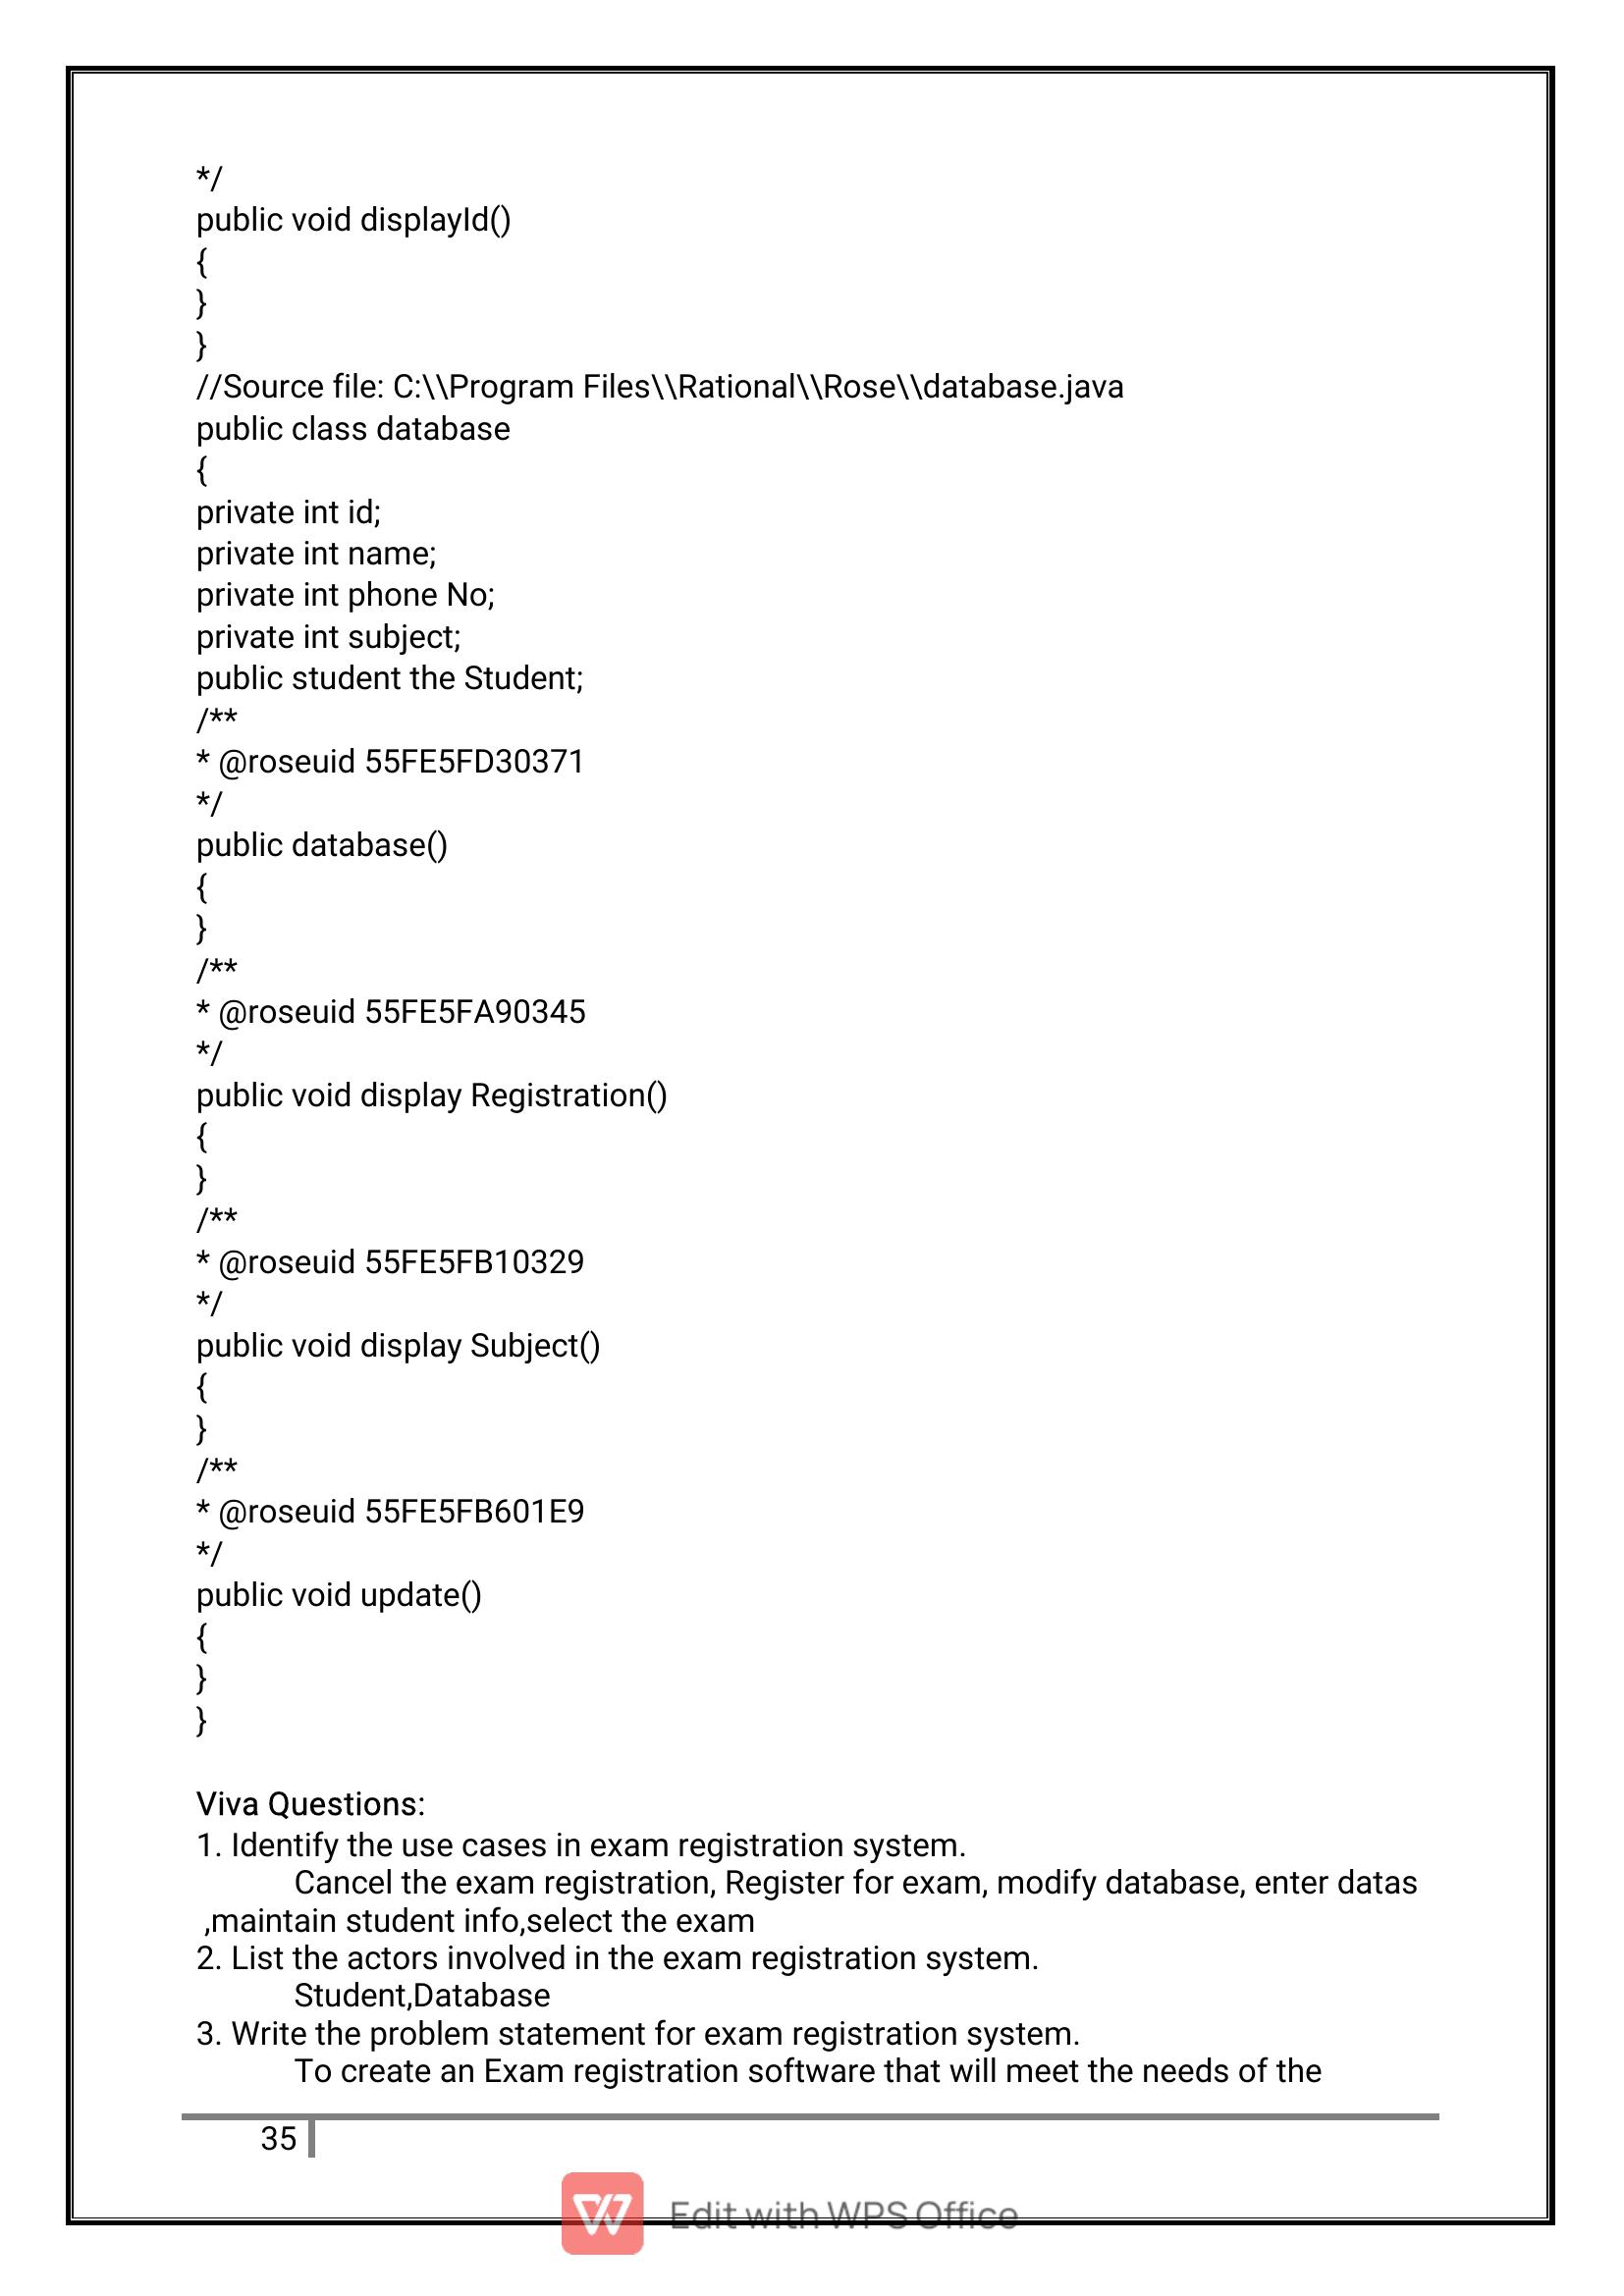 */
public void displayId()
{
}
}
//Source file: C:\\Program Files\\Rational\\Rose\\database.java
public class database
{
private int id;
private int name;
private int phone No;
private int subject;
public student the Student;
/**
* @roseuid 55FE5FD30371
*/
public database()
{
}
/**
* @roseuid 55FE5FA90345
*/
public void display Registration()
{
}
/**
* @roseuid 55FE5FB10329
*/
public void display Subject()
{
}
/**
* @roseuid 55FE5FB601E9
*/
public void update()
{
}
}
Viva Questions:
1. Identify the use cases in exam registration system.
Cancel the exam registration, Register for exam, modify database, enter datas
,maintain student info,select the exam
2. List the actors involved in the exam registration system.
Student,Database
3. Write the problem statement for exam registration system.
To create an Exam registration software that will meet the needs of the
35
Edit with WPS Office